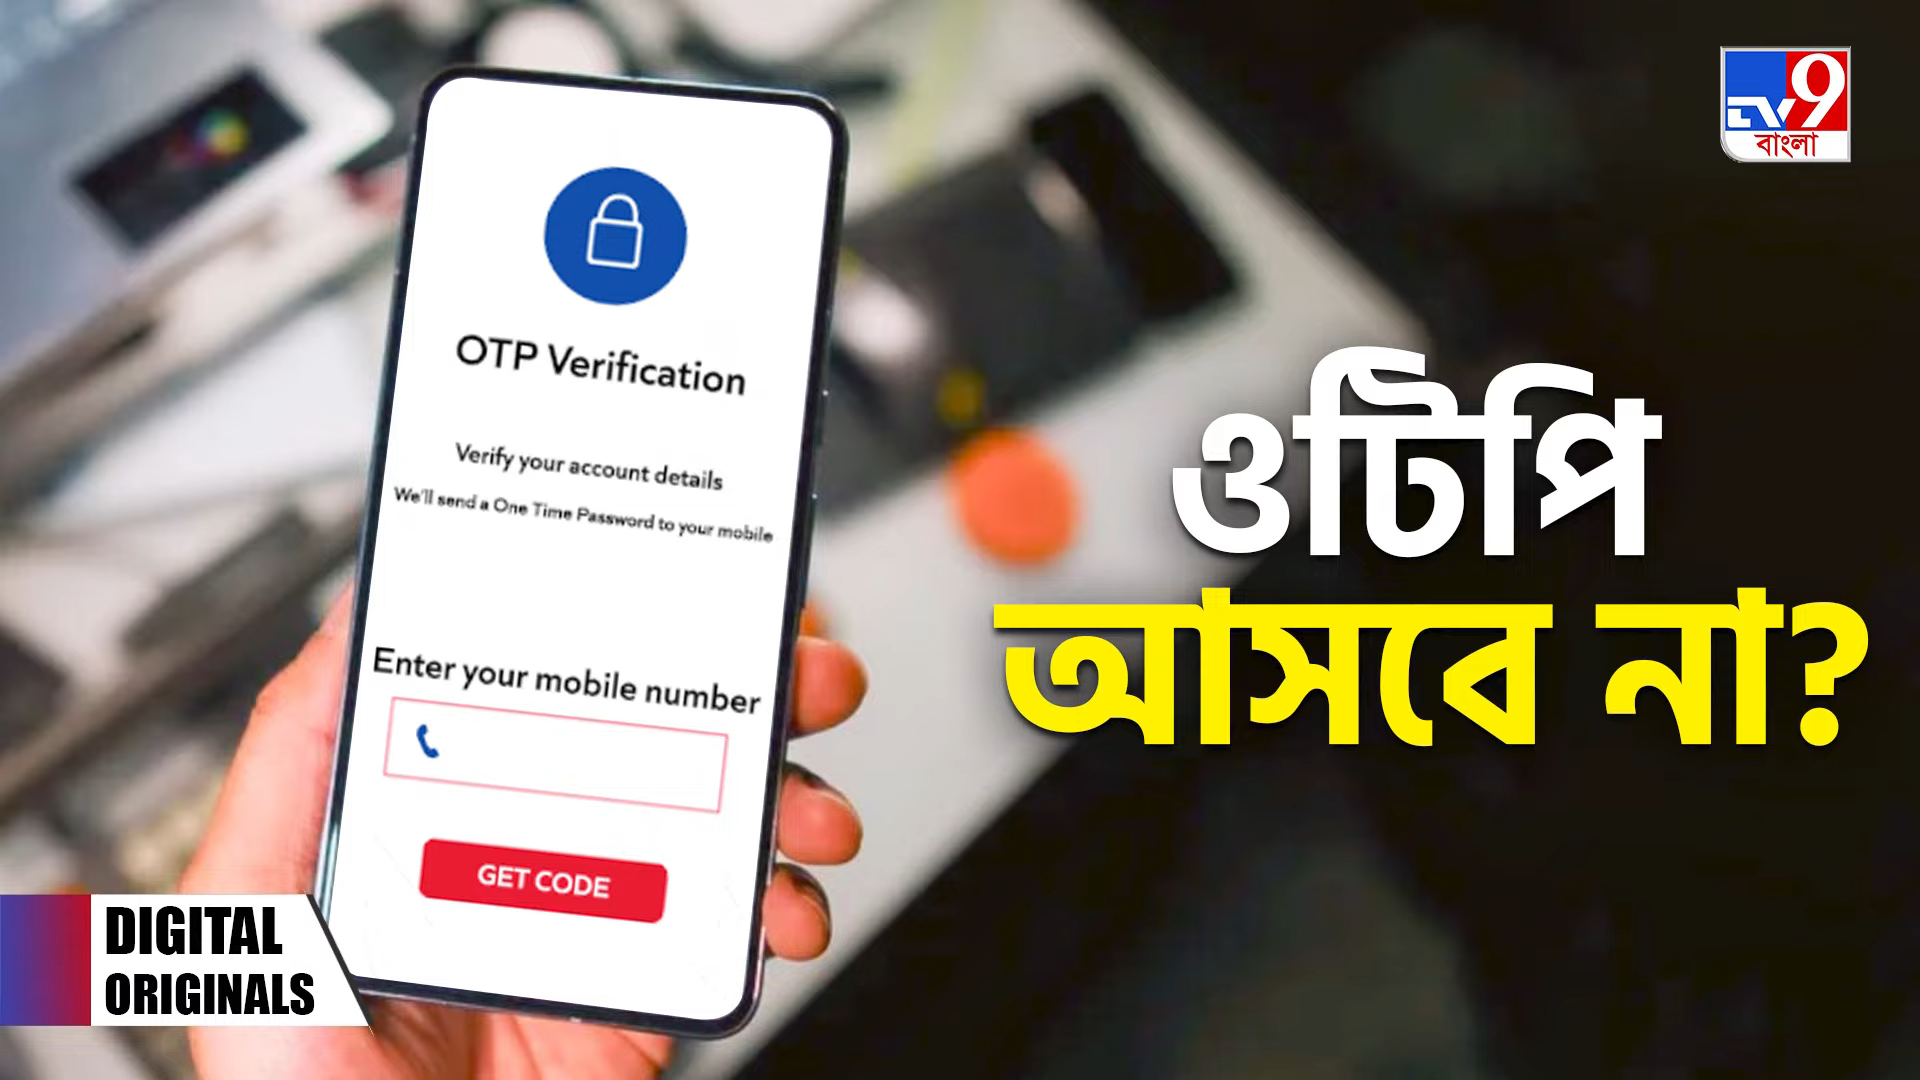 TV9
বাংলা
OTP Verification
Verify your account details
We'll send a One Time Password to your mobile
Enter your mobile number
GET CODE
ওটিপি
আসবে না?
DIGITAL
ORIGINALS